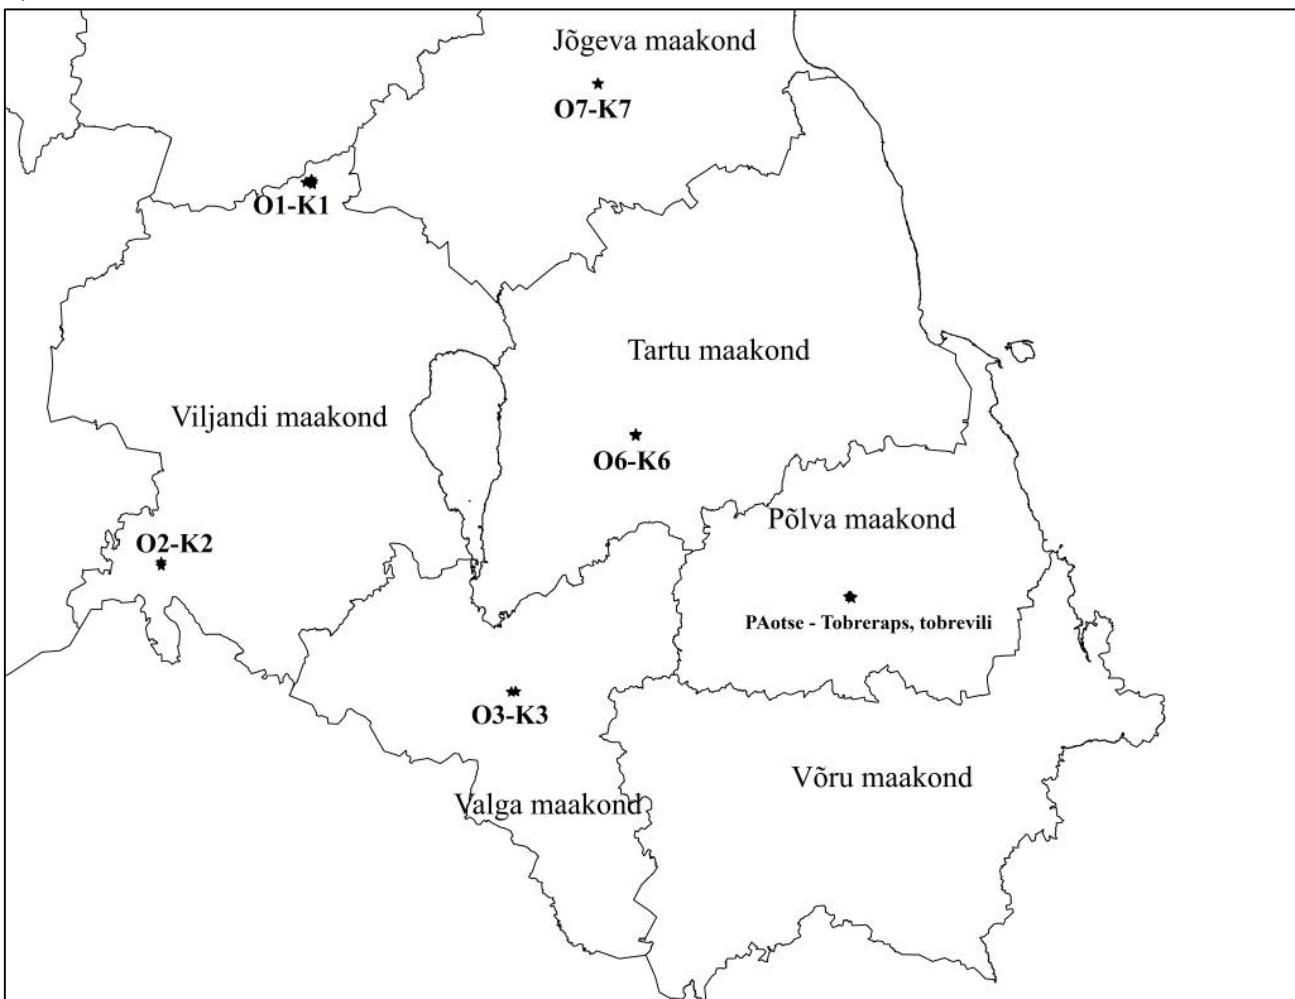 Jõgeva maakond
O7-K7
O1-K1
Tartu maakond
Viljandi maakond
O6-K6
Põlva maakond
O2-K2
PAotse - Tobreraps, tobrevili
O3-K3
Võru maakond
Valga maakond